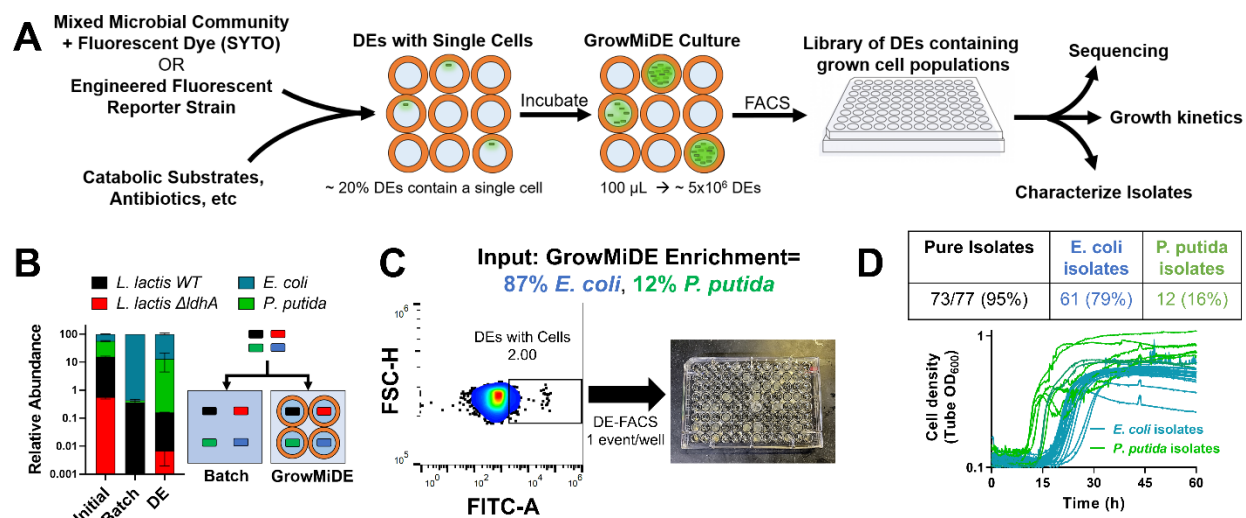 A
Mixed Microbial Community
+ Fluorescent Dye (SYTO)
OR
Engineered Fluorescent
Reporter Strain
Catabolic Substrates,
Antibiotics, etc
DEs with Single Cells
~ 20% DEs contain a single cell
Incubate
GrowMiDE Culture
100 µL → ~ 5x10⁶ DEs
FACS
Library of DEs containing
grown cell populations
Sequencing
Growth kinetics
Characterize Isolates
B
L. lactis WT
L. lactis ΔldhA
E. coli
P. putida
Relative Abundance
100
10
1
0.1
0.01
0.001
Initial
Batch
DE
Batch
GrowMiDE
C
Input: GrowMiDE Enrichment=
87% E. coli, 12% P. putida
FSC-H
10⁶
10⁵
DEs with Cells
2.00
10⁰
10²
10⁴
10⁶
FITC-A
DE-FACS
1 event/well
D
Pure Isolates
E. coli
isolates
P. putida
isolates
73/77 (95%)
61 (79%)
12 (16%)
Cell density
(Tube OD₆₀₀)
1
0.1
E. coli isolates
P. putida isolates
0
15
30
45
60
Time (h)